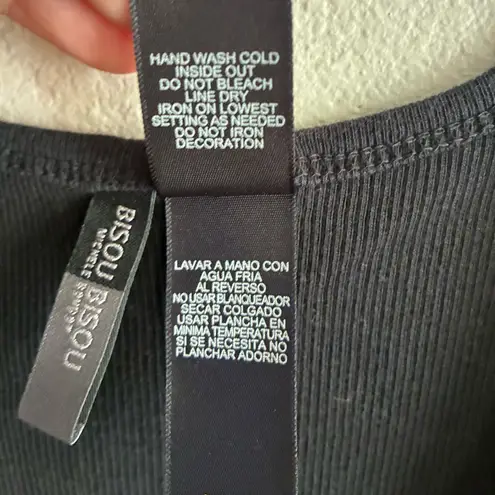 HAND WASH COLD
INSIDE OUT
DO NOT BLEACH
LINE DRY
IRON ON LOWEST
SETTING AS NEEDED
DO NOT IRON
DECORATION
BISOU BISOU
MICHELE
LAVAR A MANO CON
AGUA FRIA
AL REVERSO
NO USAR BLANQUEADOR
SECAR COLGADO
USAR PLANCHA EN
MINIMA TEMPERATURA
SI SE NECESITA NO
PLANCHAR ADORNO